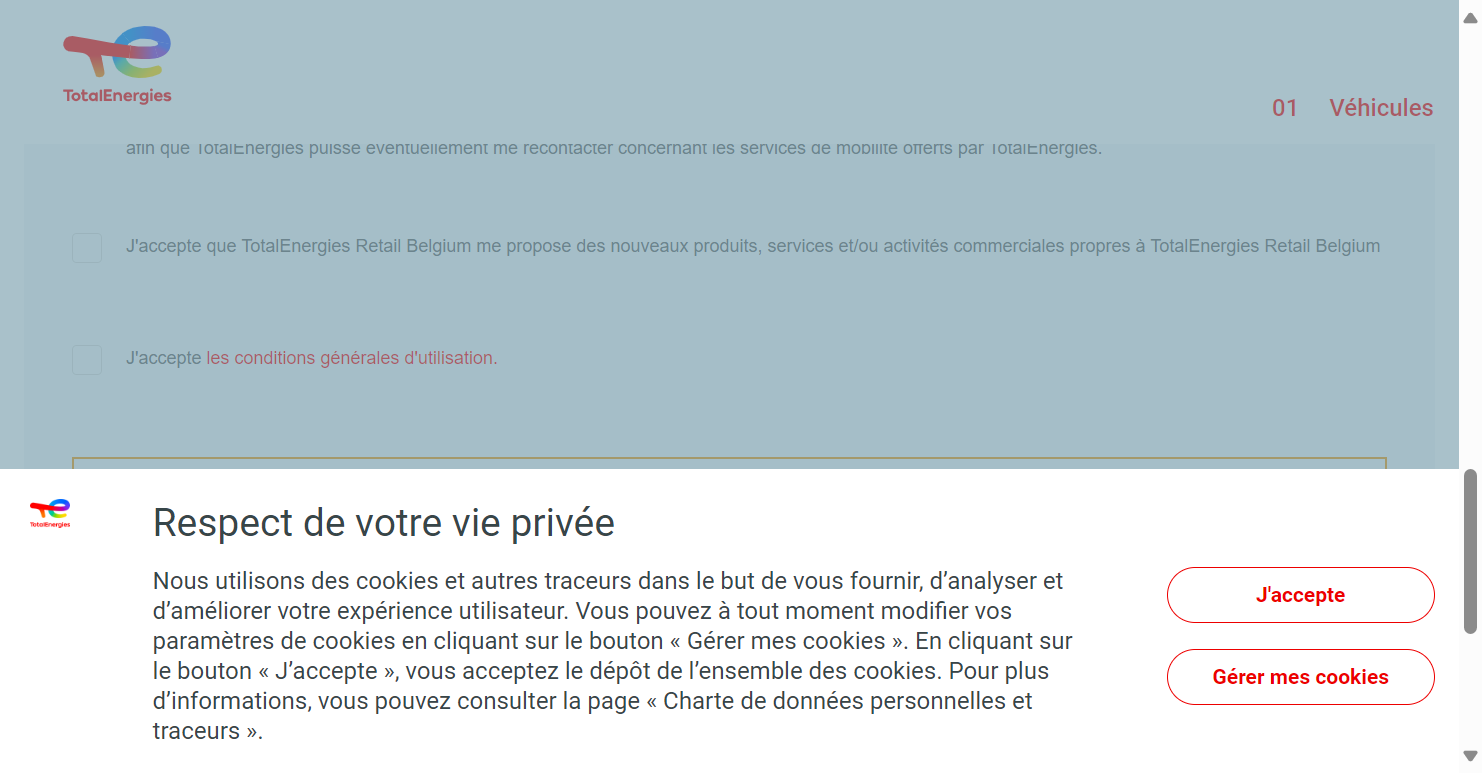 TotalEnergies
01 Véhicules
afin que TotalEnergies puisse éventuellement me recontacter concernant les services de mobilité offerts par TotalEnergies.
J'accepte que TotalEnergies Retail Belgium me propose des nouveaux produits, services et/ou activités commerciales propres à TotalEnergies Retail Belgium
J'accepte les conditions générales d'utilisation.
TotalEnergies
Respect de votre vie privée
Nous utilisons des cookies et autres traceurs dans le but de vous fournir, d’analyser et
d’améliorer votre expérience utilisateur. Vous pouvez à tout moment modifier vos
paramètres de cookies en cliquant sur le bouton « Gérer mes cookies ». En cliquant sur
le bouton « J’accepte », vous acceptez le dépôt de l’ensemble des cookies. Pour plus
d’informations, vous pouvez consulter la page « Charte de données personnelles et
traceurs ».
J'accepte
Gérer mes cookies